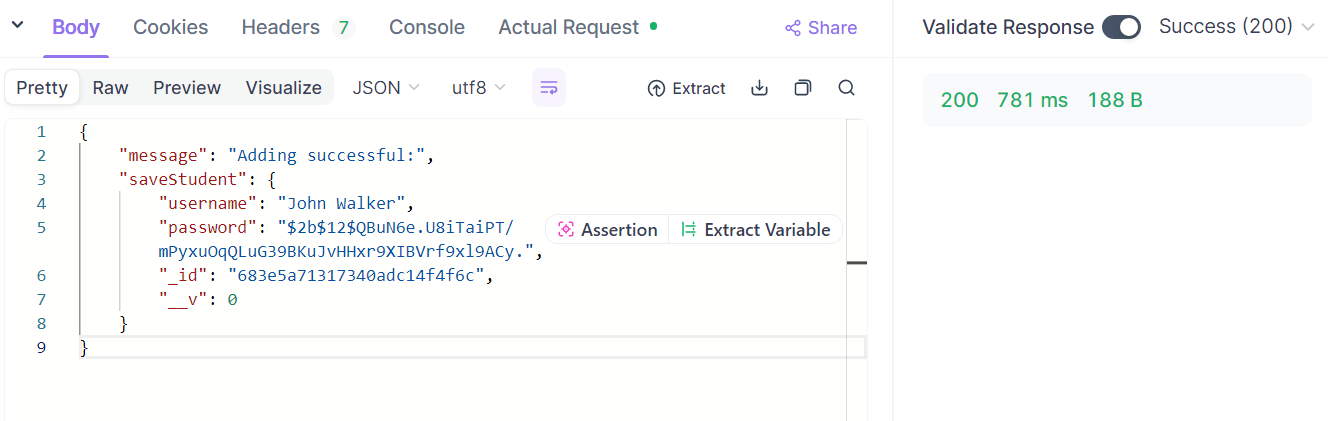 Body Cookies Headers 7 Console Actual Request Share
Pretty Raw Preview Visualize JSON utf8 Extract
1 {
2 "message": "Adding successful:",
3 "saveStudent": {
4 "username": "John Walker",
5 "password": "$2b$12$QBuN6e.U8iTaiPT/
mPyxuOqQLuG39BKuJvHHxr9XIBVrf9xl9ACy.",
Assertion Extract Variable
6 "_id": "683e5a71317340adc14f4f6c",
7 "__v": 0
8 }
9 }
Validate Response Success (200)
200 781 ms 188 B